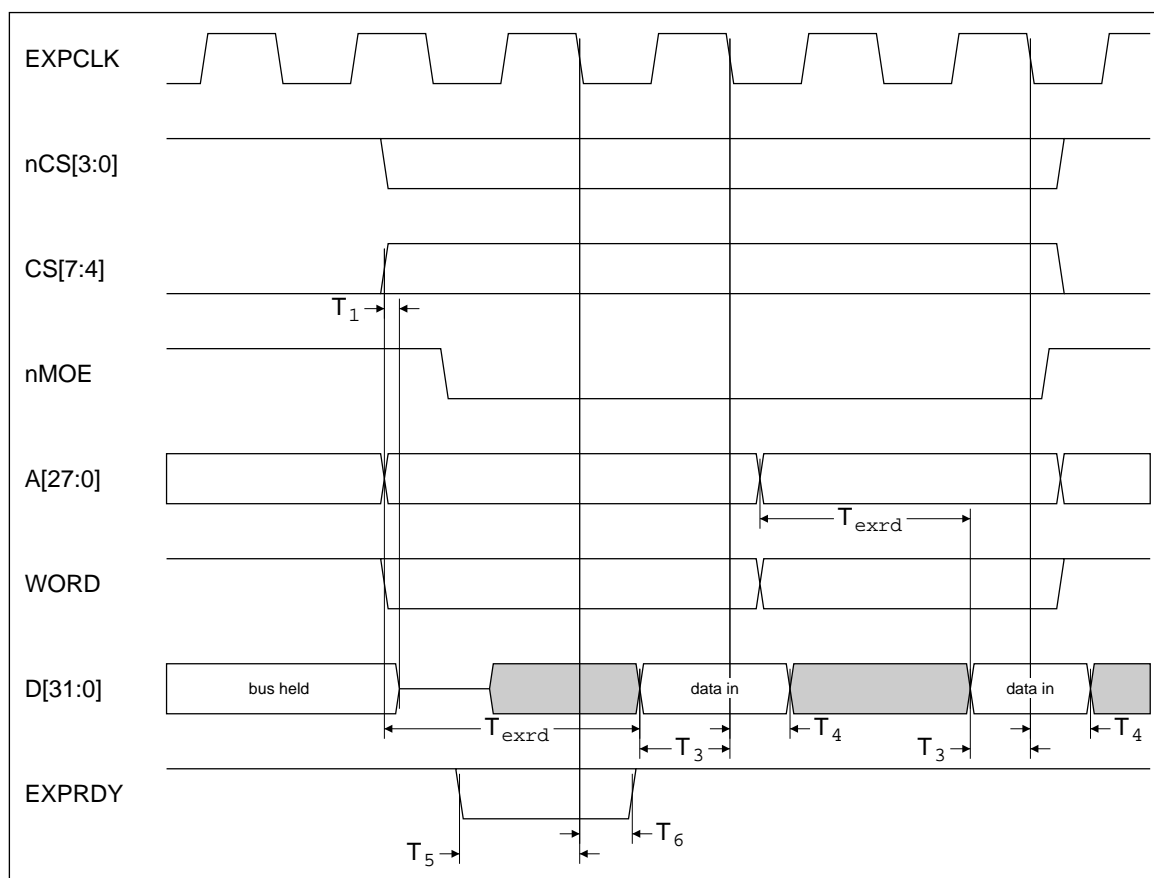 EXPCLK
nCS[3:0]
CS[7:4]
T1
nMOE
A[27:0]
Texrd
WORD
D[31:0]
bus held
data in
data in
Texrd
T3
T4
T3
T4
EXPRDY
T5
T6